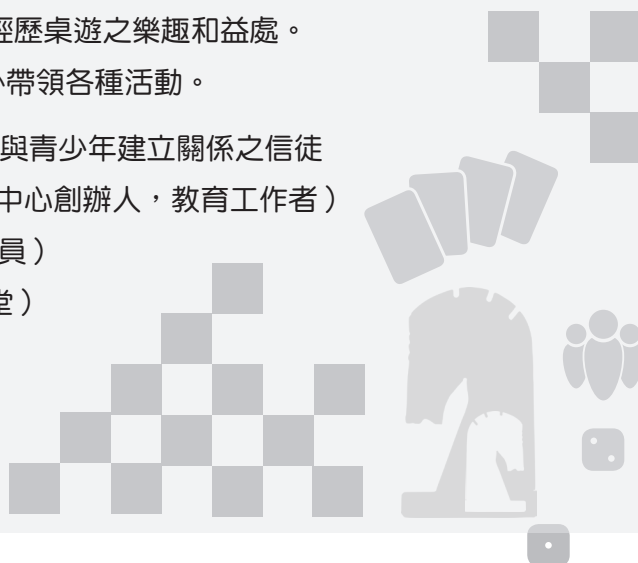 經歷桌遊之樂趣和益處。
帶領各種活動。
與青少年建立關係之信徒
中心創辦人，教育工作者）
員）
堂）